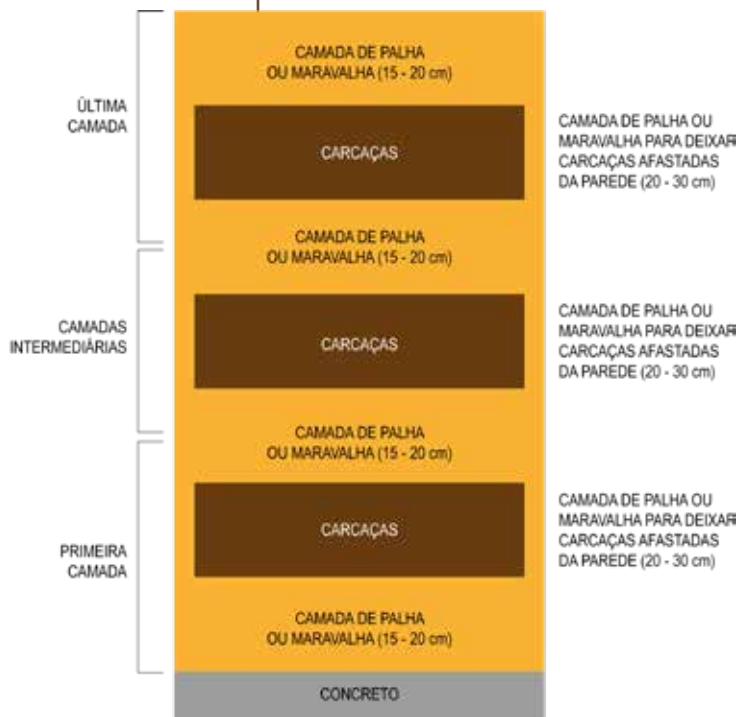 CAMADA DE PALHA
OU MARAVALHA (15 - 20 cm)
ÚLTIMA
CAMADA
CARCAÇAS
CAMADA DE PALHA OU
MARAVALHA PARA DEIXAR
CARCAÇAS AFASTADAS
DA PAREDE (20 - 30 cm)
CAMADA DE PALHA
OU MARAVALHA (15 - 20 cm)
CAMADAS
INTERMEDIÁRIAS
CARCAÇAS
CAMADA DE PALHA OU
MARAVALHA PARA DEIXAR
CARCAÇAS AFASTADAS
DA PAREDE (20 - 30 cm)
CAMADA DE PALHA
OU MARAVALHA (15 - 20 cm)
PRIMEIRA
CAMADA
CARCAÇAS
CAMADA DE PALHA OU
MARAVALHA PARA DEIXAR
CARCAÇAS AFASTADAS
DA PAREDE (20 - 30 cm)
CAMADA DE PALHA
OU MARAVALHA (15 - 20 cm)
CONCRETO